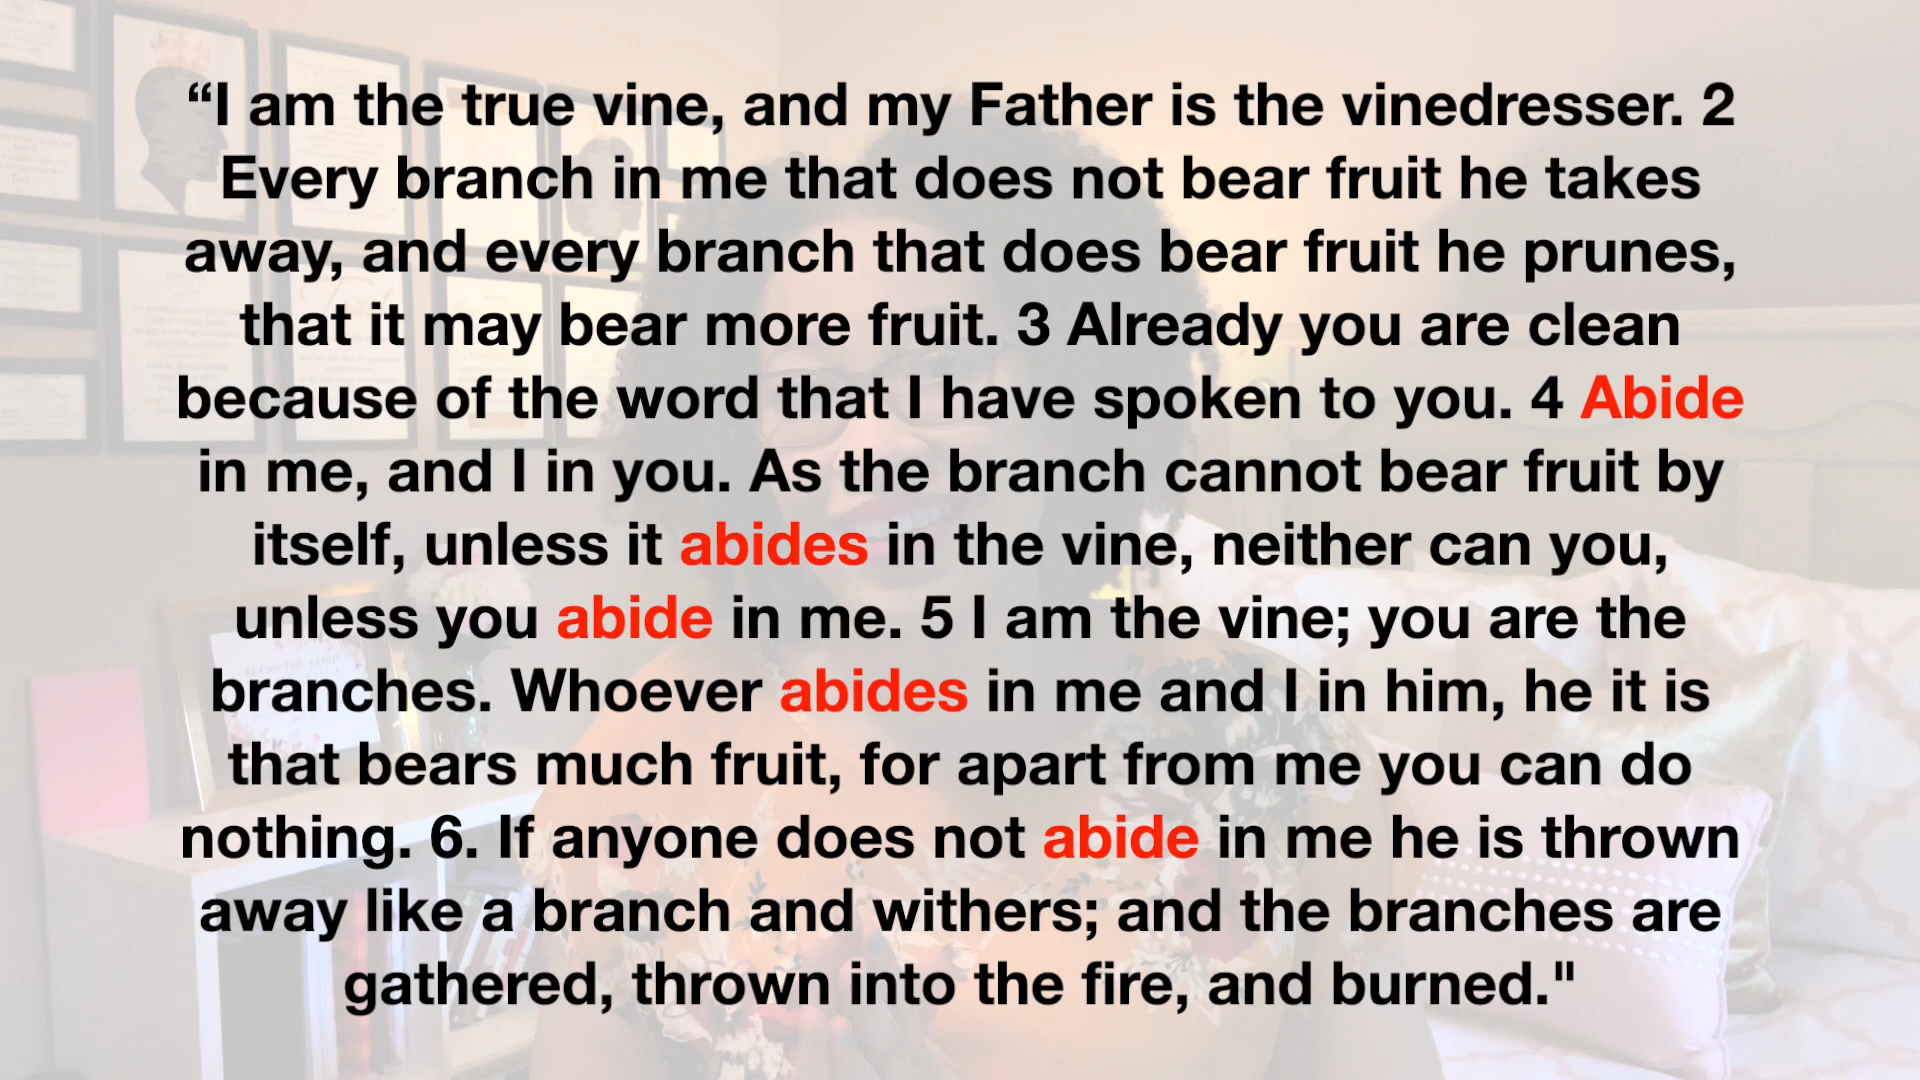 “I am the true vine, and my Father is the vinedresser. 2
Every branch in me that does not bear fruit he takes
away, and every branch that does bear fruit he prunes,
that it may bear more fruit. 3 Already you are clean
because of the word that I have spoken to you. 4 Abide
in me, and I in you. As the branch cannot bear fruit by
itself, unless it abides in the vine, neither can you,
unless you abide in me. 5 I am the vine; you are the
branches. Whoever abides in me and I in him, he it is
that bears much fruit, for apart from me you can do
nothing. 6. If anyone does not abide in me he is thrown
away like a branch and withers; and the branches are
gathered, thrown into the fire, and burned."
BLESS THE LORD